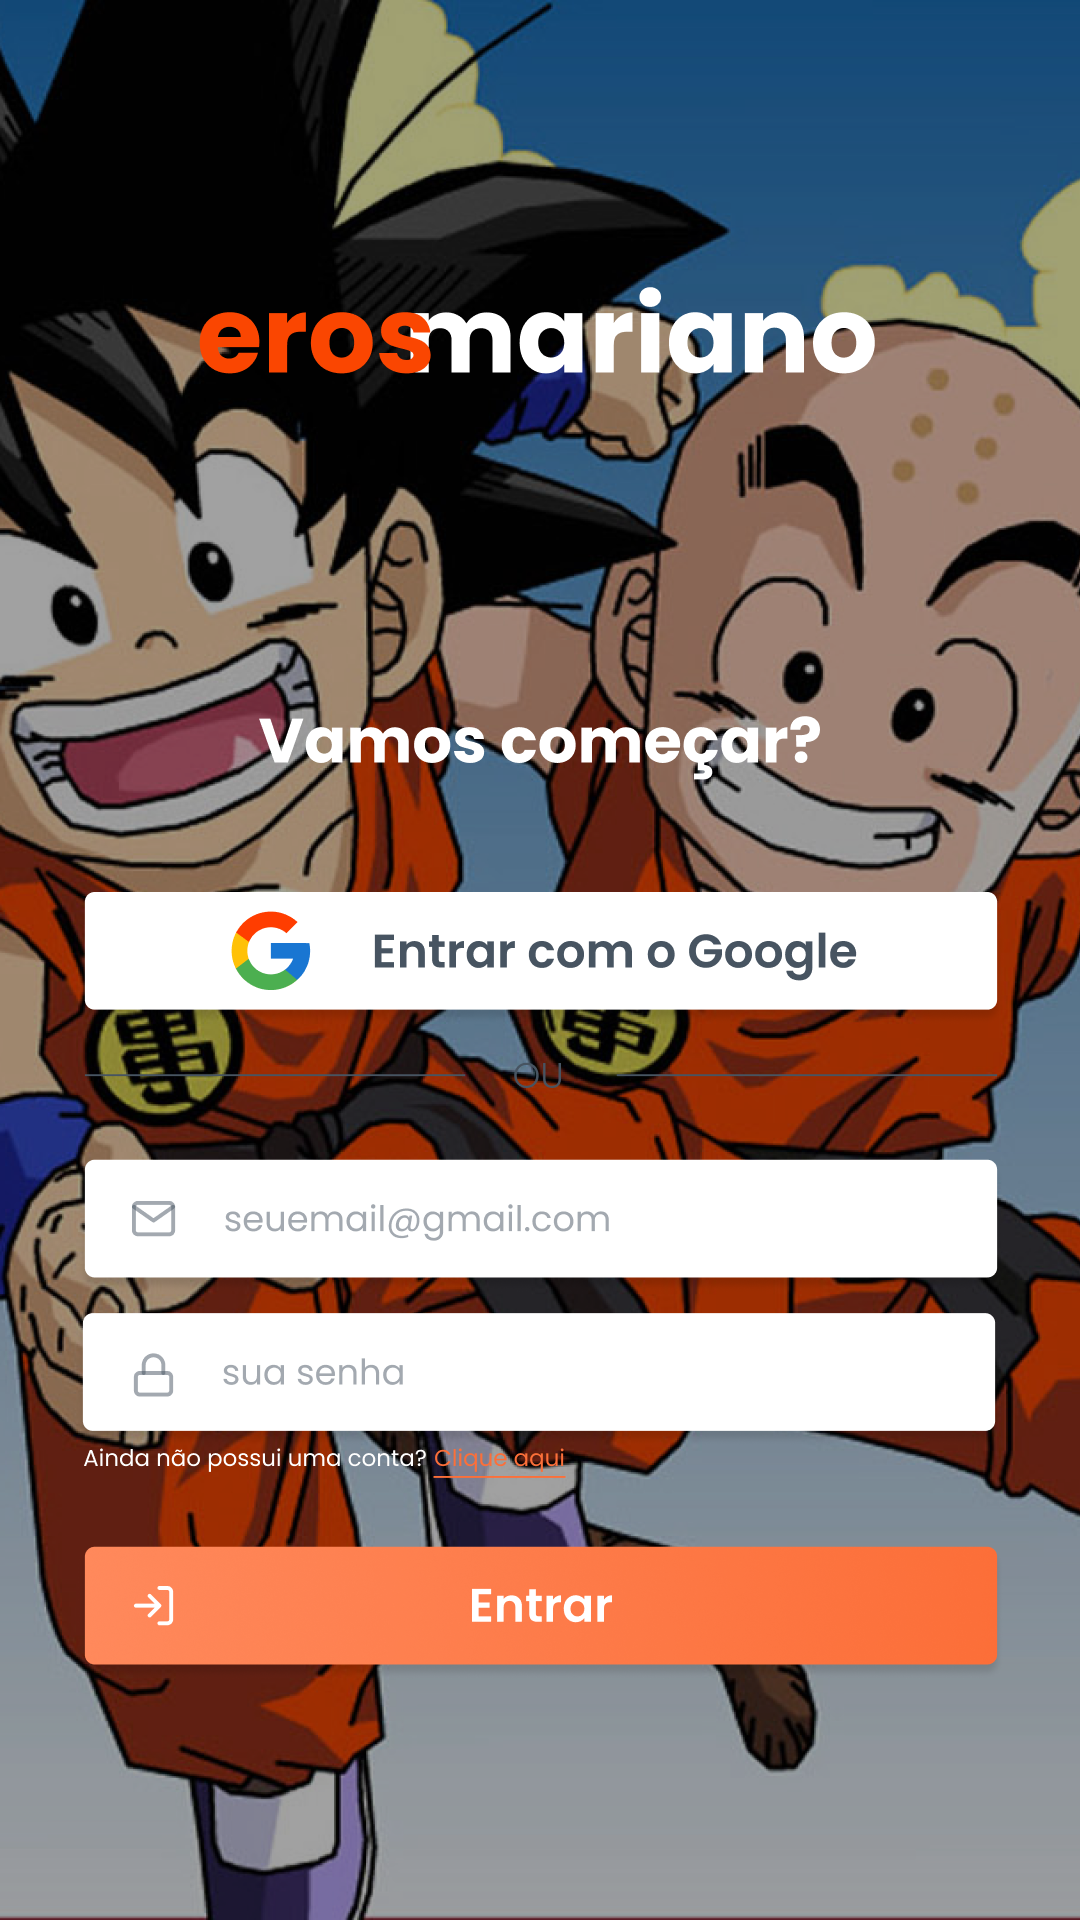 erosmariano
Vamos começar?
Entrar com o Google
OU
seuemail@gmail.com
sua senha
Ainda não possui uma conta? Clique aqui
Entrar